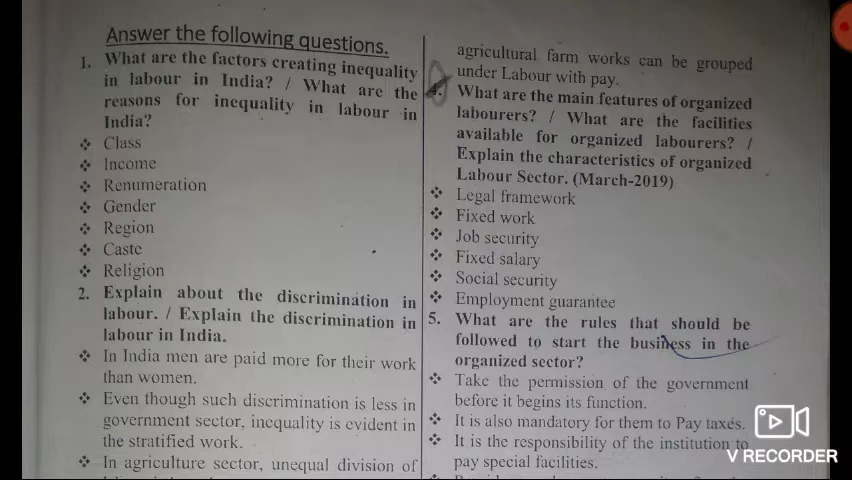 Answer the following questions.
1. What are the factors creating inequality
in labour in India? / What are the
reasons for inequality in labour in
India?
❖ Class
❖ Income
❖ Renumeration
❖ Gender
❖ Region
❖ Caste
❖ Religion
2. Explain about the discrimination in
labour. / Explain the discrimination in
labour in India.
❖ In India men are paid more for their work
than women.
❖ Even though such discrimination is less in
government sector, inequality is evident in
the stratified work.
❖ In agriculture sector, unequal division of
agricultural farm works can be grouped
under Labour with pay.
4. What are the main features of organized
labourers? / What are the facilities
available for organized labourers? /
Explain the characteristics of organized
Labour Sector. (March-2019)
❖ Legal framework
❖ Fixed work
❖ Job security
❖ Fixed salary
❖ Social security
❖ Employment guarantee
5. What are the rules that should be
followed to start the business in the
organized sector?
❖ Take the permission of the government
before it begins its function.
❖ It is also mandatory for them to Pay taxes.
❖ It is the responsibility of the institution to
pay special facilities.
V RECORDER